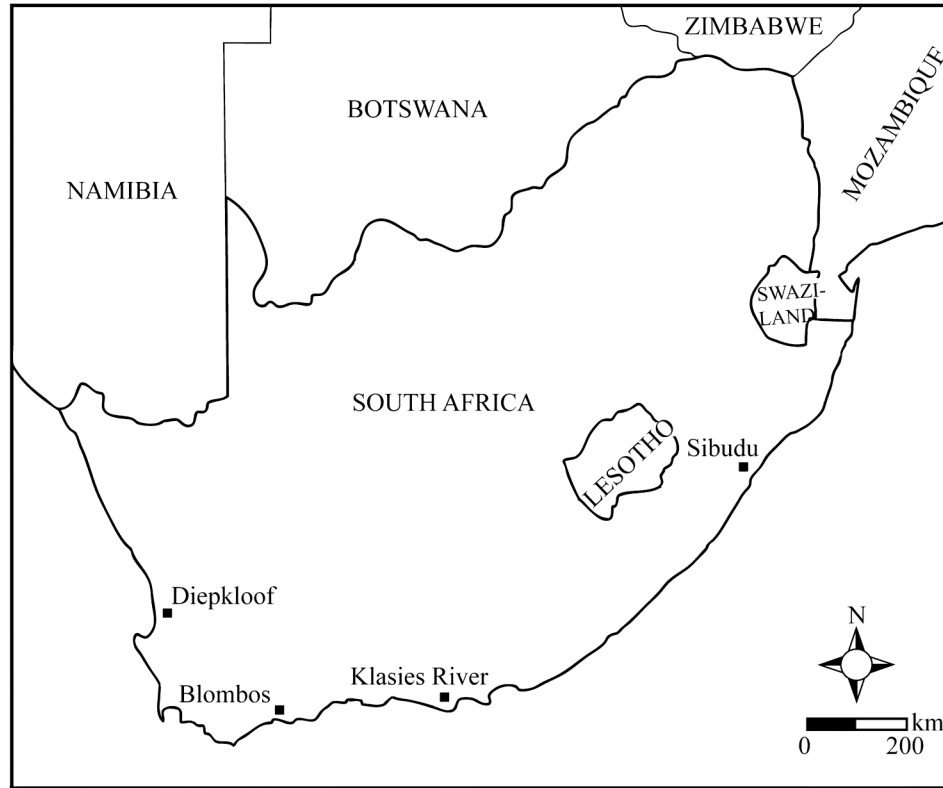 ZIMBABWE
BOTSWANA
MOZAMBIQUE
NAMIBIA
SWAZI-
LAND
SOUTH AFRICA
LESOTHO
Sibudu
Diepkloof
N
Klasies River
Blombos
km
0 200